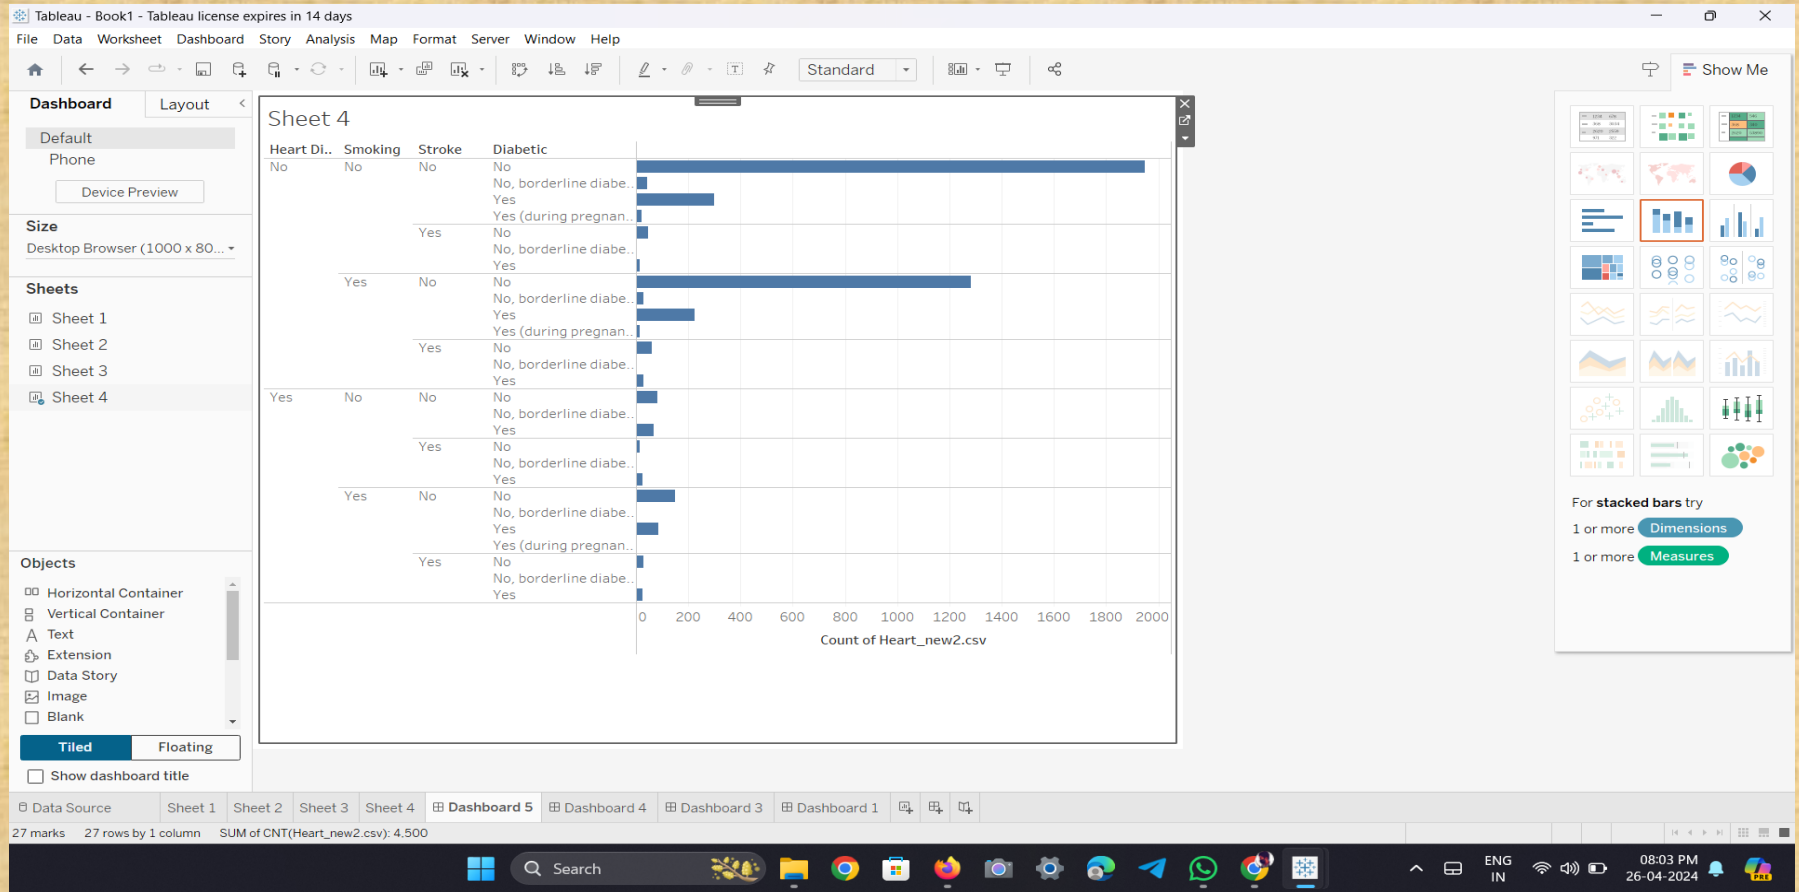 Tableau - Book1 - Tableau license expires in 14 days
File Data Worksheet Dashboard Story Analysis Map Format Server Window Help
Standard
Show Me
Dashboard Layout
Default
Phone
Device Preview
Size
Desktop Browser (1000 x 80...
Sheets
Sheet 1
Sheet 2
Sheet 3
Sheet 4
Objects
Horizontal Container
Vertical Container
Text
Extension
Data Story
Image
Blank
Tiled Floating
Show dashboard title
Sheet 4
Heart Di.. Smoking Stroke Diabetic
No No No No
No, borderline diabe..
Yes
Yes (during pregnan..
Yes No
No, borderline diabe..
Yes
Yes No No
No, borderline diabe..
Yes
Yes (during pregnan..
Yes No
No, borderline diabe..
Yes
Yes No No No
No, borderline diabe..
Yes
Yes No
No, borderline diabe..
Yes
Yes No No
No, borderline diabe..
Yes
Yes (during pregnan..
Yes No
No, borderline diabe..
Yes
0 200 400 600 800 1000 1200 1400 1600 1800 2000
Count of Heart_new2.csv
For stacked bars try
1 or more Dimensions
1 or more Measures
Data Source Sheet 1 Sheet 2 Sheet 3 Sheet 4 Dashboard 5 Dashboard 4 Dashboard 3 Dashboard 1
27 marks 27 rows by 1 column SUM of CNT(Heart_new2.csv): 4,500
Search
ENG
IN
08:03 PM
26-04-2024
PRE